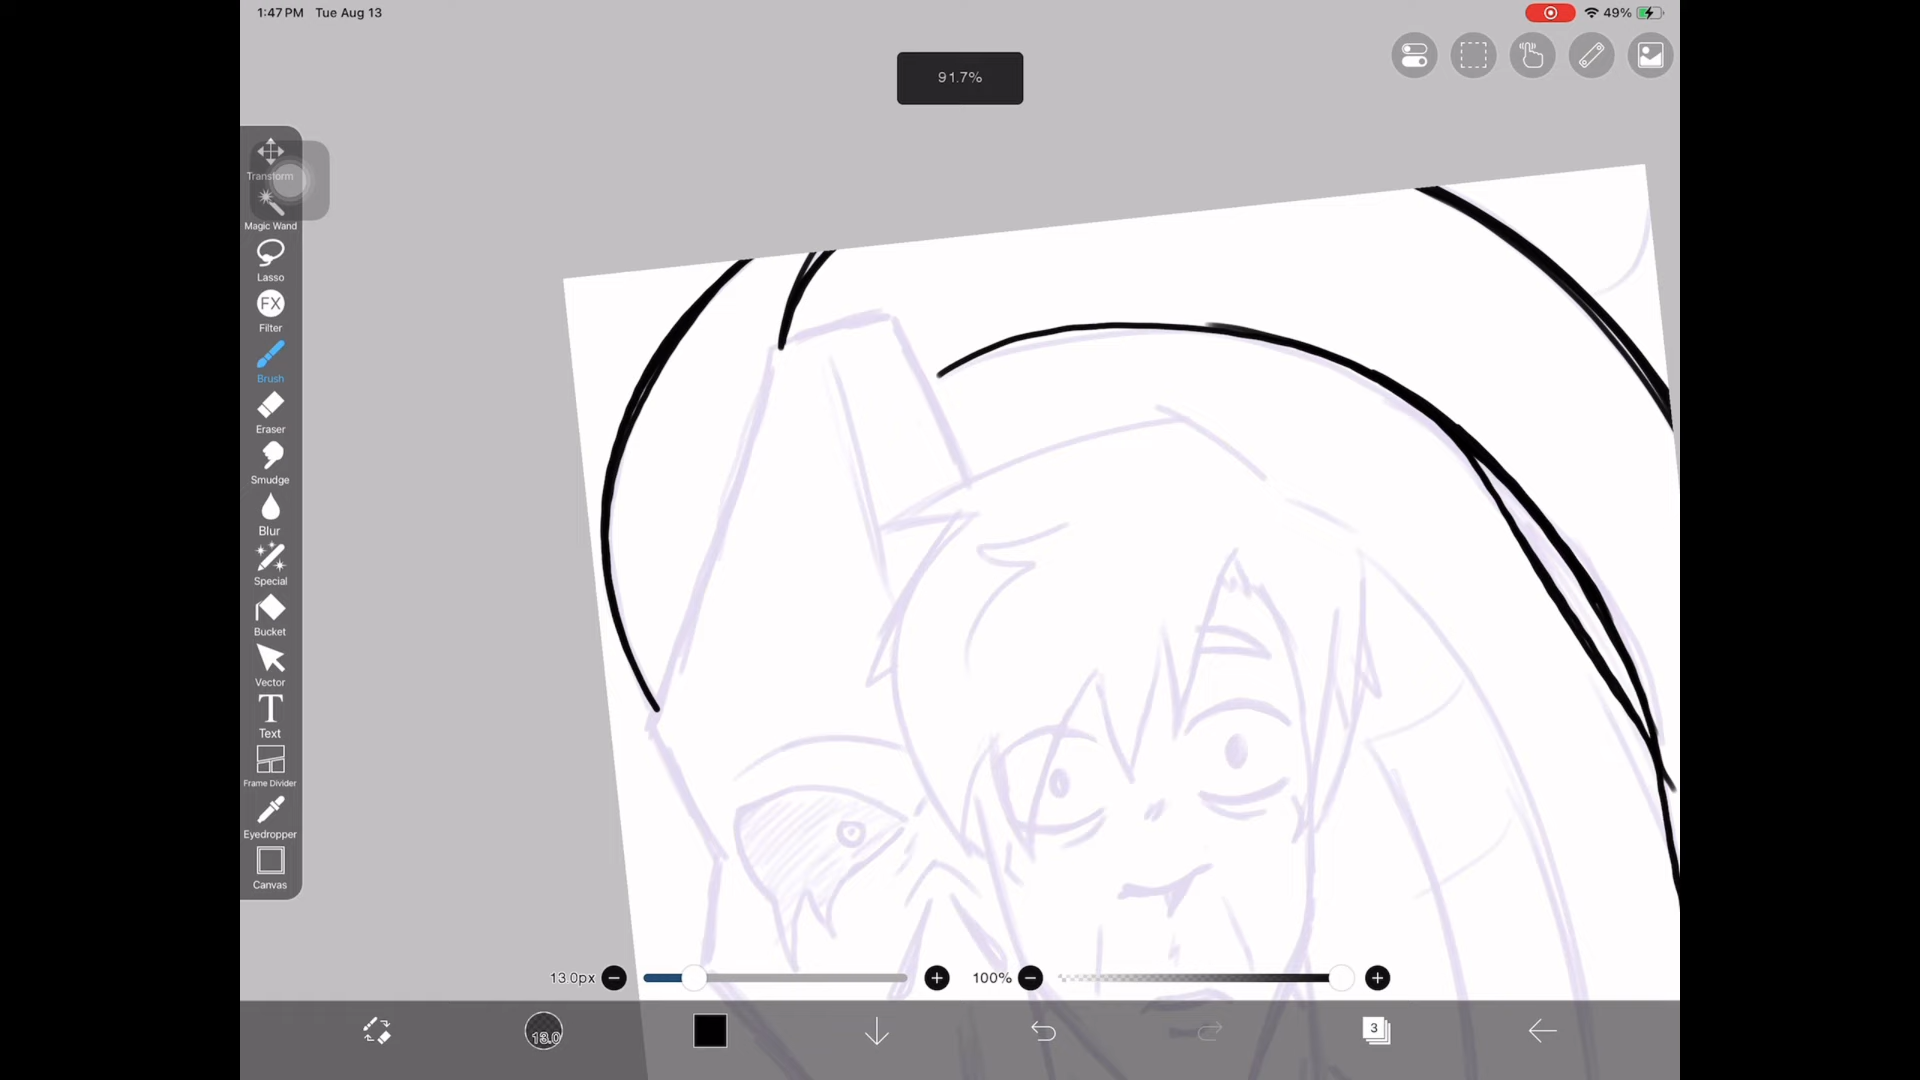 1:47 PM Tue Aug 13
49%
91.7%
Transform
Magic Wand
Lasso
FX
Filter
Brush
Eraser
Smudge
Blur
Special
Bucket
Vector
T
Text
Frame Divider
Eyedropper
Canvas
13.0px
100%
13.0
3